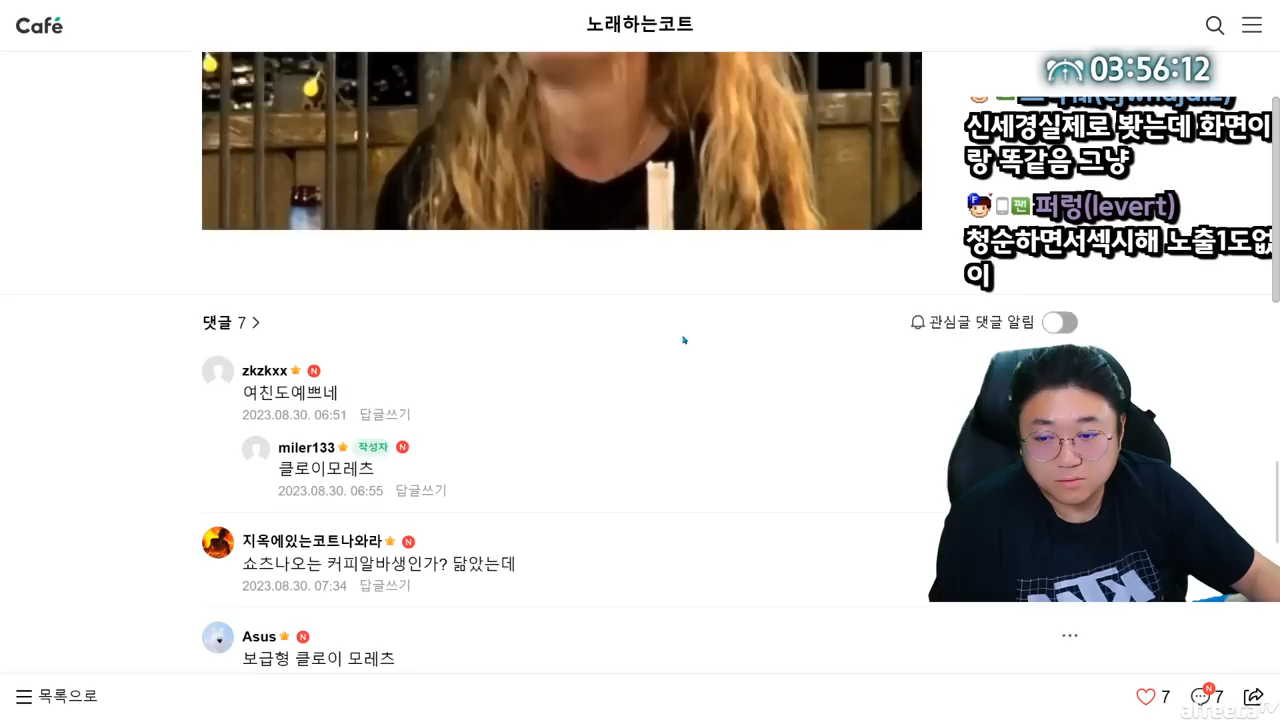 Café
노래하는코트
03:56:12
신세경실제로 봣는데 화면이
랑 똑같음 그냥
팬 퍼렁(levert)
청순하면서섹시해 노출1도없
이
댓글 7
관심글 댓글 알림
zkzkxx N
여친도예쁘네
2023.08.30. 06:51 답글쓰기
miler133 작성자 N
클로이모레츠
2023.08.30. 06:55 답글쓰기
지옥에있는코트나와라 N
쇼츠나오는 커피알바생인가? 닮았는데
2023.08.30. 07:34 답글쓰기
Asus N
보급형 클로이 모레츠
목록으로
7
N
7
afreecaTV